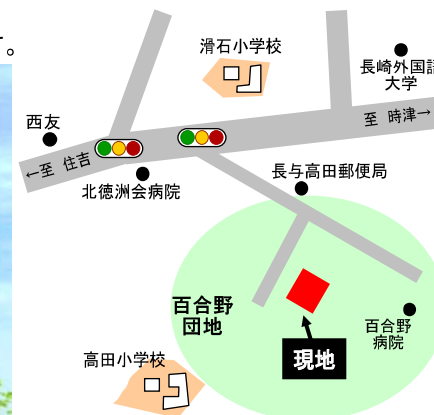 。
滑石小学校
長崎外国語
大学
西友
至 時津→
←至 住吉
北徳洲会病院
長与高田郵便局
百合野
団地
百合野
病院
現地
高田小学校